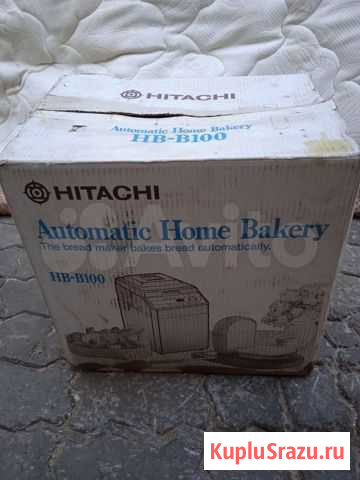 HITACHI
Automatic Home Bakery
HB-B100
HITACHI
Automatic Home Bakery
The bread maker bakes bread automatically.
HB-B100
Avito
KupluSrazu.ru